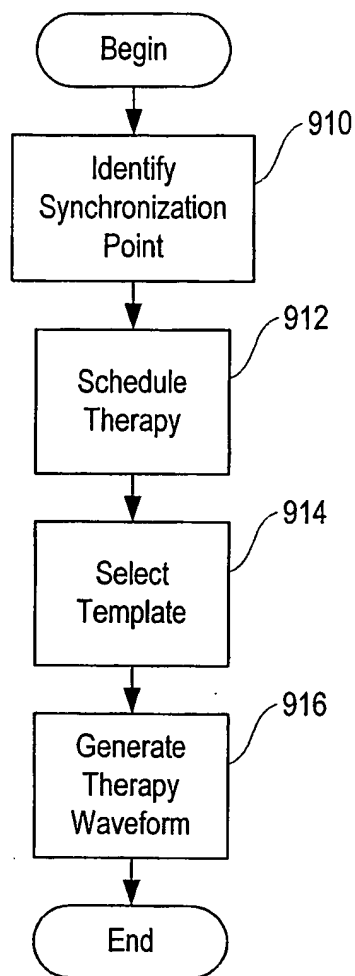 Begin
910
Identify
Synchronization
Point
912
Schedule
Therapy
914
Select
Template
916
Generate
Therapy
Waveform
End